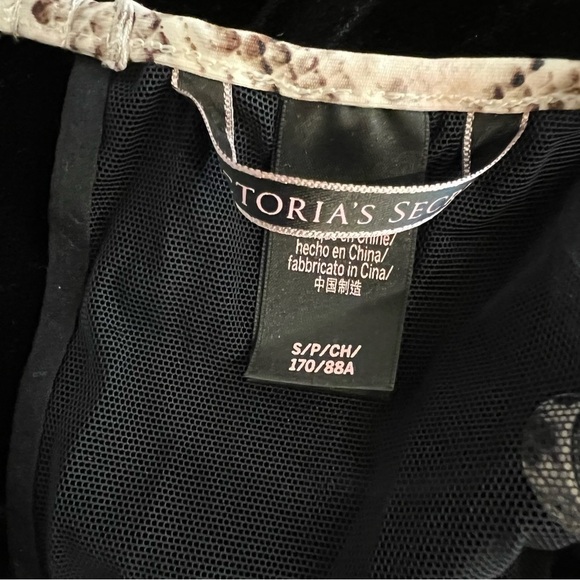 TORIA'S SEC
hecho en China/
fabbricato in Cina/
中国制造
S/P/CH/
170/88A